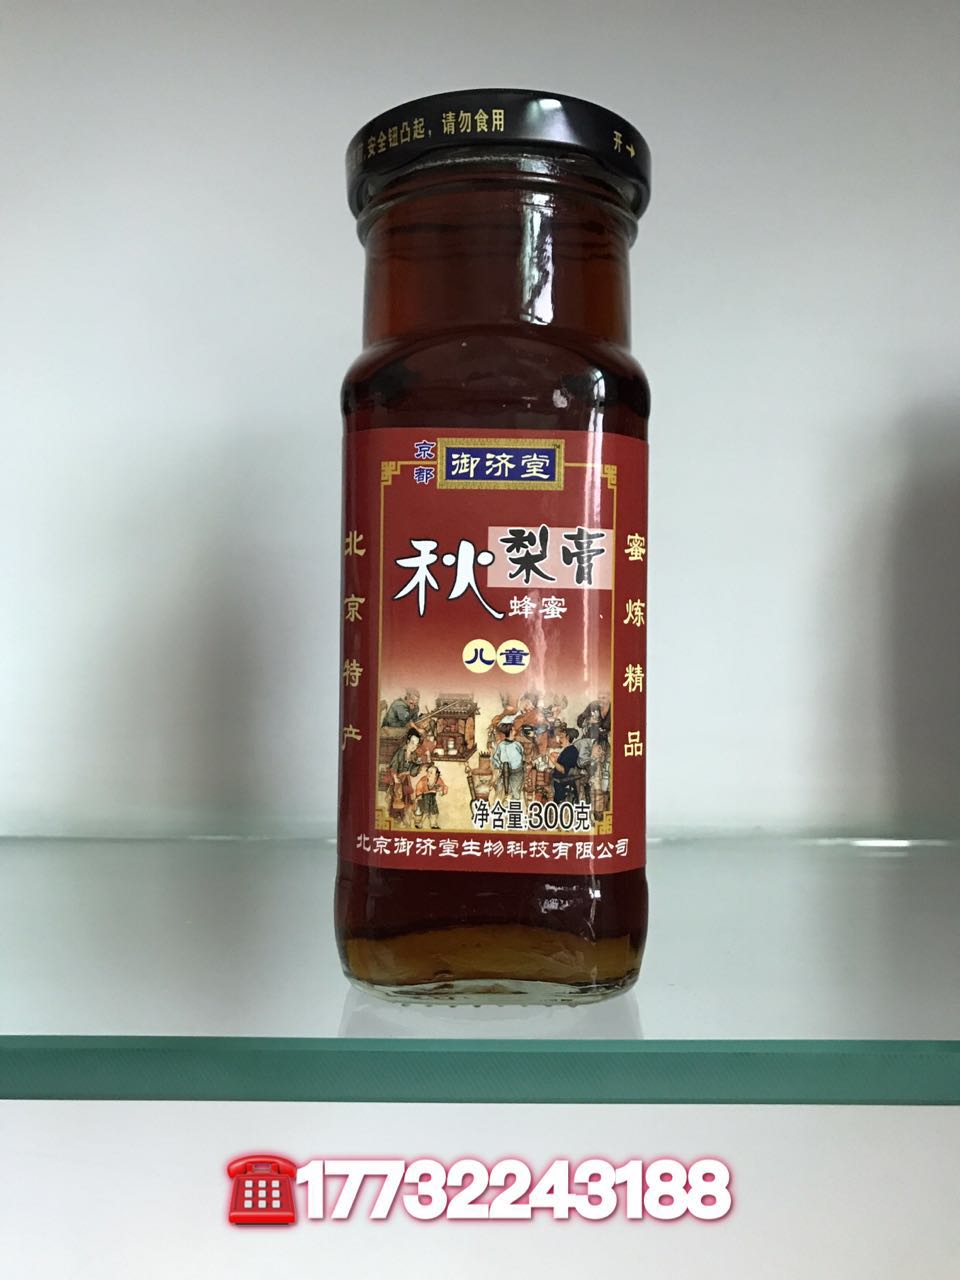 安全钮凸起，请勿食用
开→
京都
御济堂
秋梨膏
蜂蜜
儿童
北京特产
蜜炼精品
净含量:300克
北京御济堂生物科技有限公司
17732243188